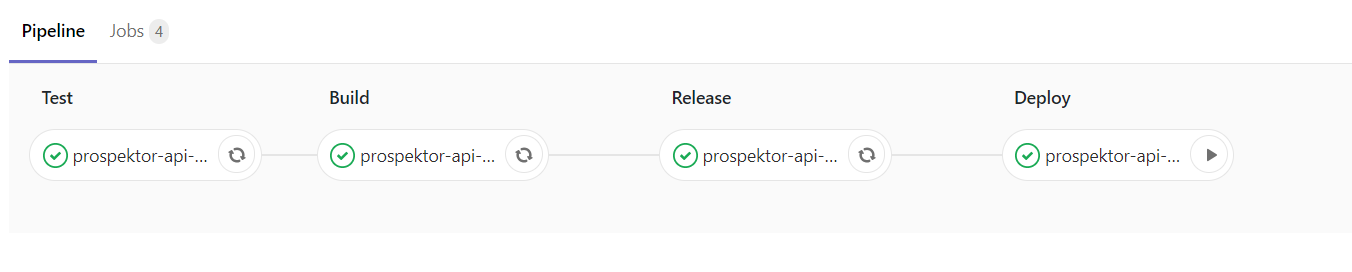 Pipeline Jobs 4
Test Build Release Deploy
prospektor-api-... prospektor-api-... prospektor-api-... prospektor-api-...